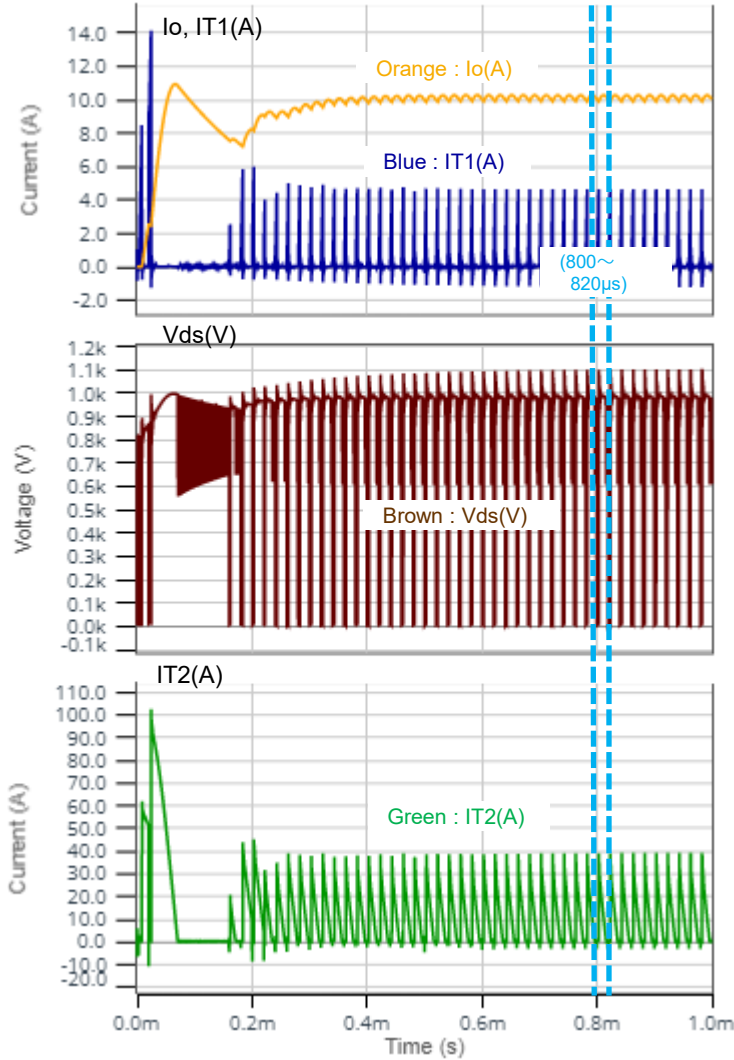 Io, IT1(A)
14.0
12.0
10.0
8.0
6.0
4.0
2.0
0.0
-2.0
Current (A)
Orange : Io(A)
Blue : IT1(A)
(800～
820μs)
Vds(V)
1.2k
1.1k
1.0k
0.9k
0.8k
0.7k
0.6k
0.5k
0.4k
0.3k
0.2k
0.1k
0.0k
-0.1k
Voltage (V)
Brown : Vds(V)
IT2(A)
110.0
100.0
90.0
80.0
70.0
60.0
50.0
40.0
30.0
20.0
10.0
0.0
-10.0
-20.0
Current (A)
Green : IT2(A)
0.0m 0.2m 0.4m 0.6m 0.8m 1.0m
Time (s)